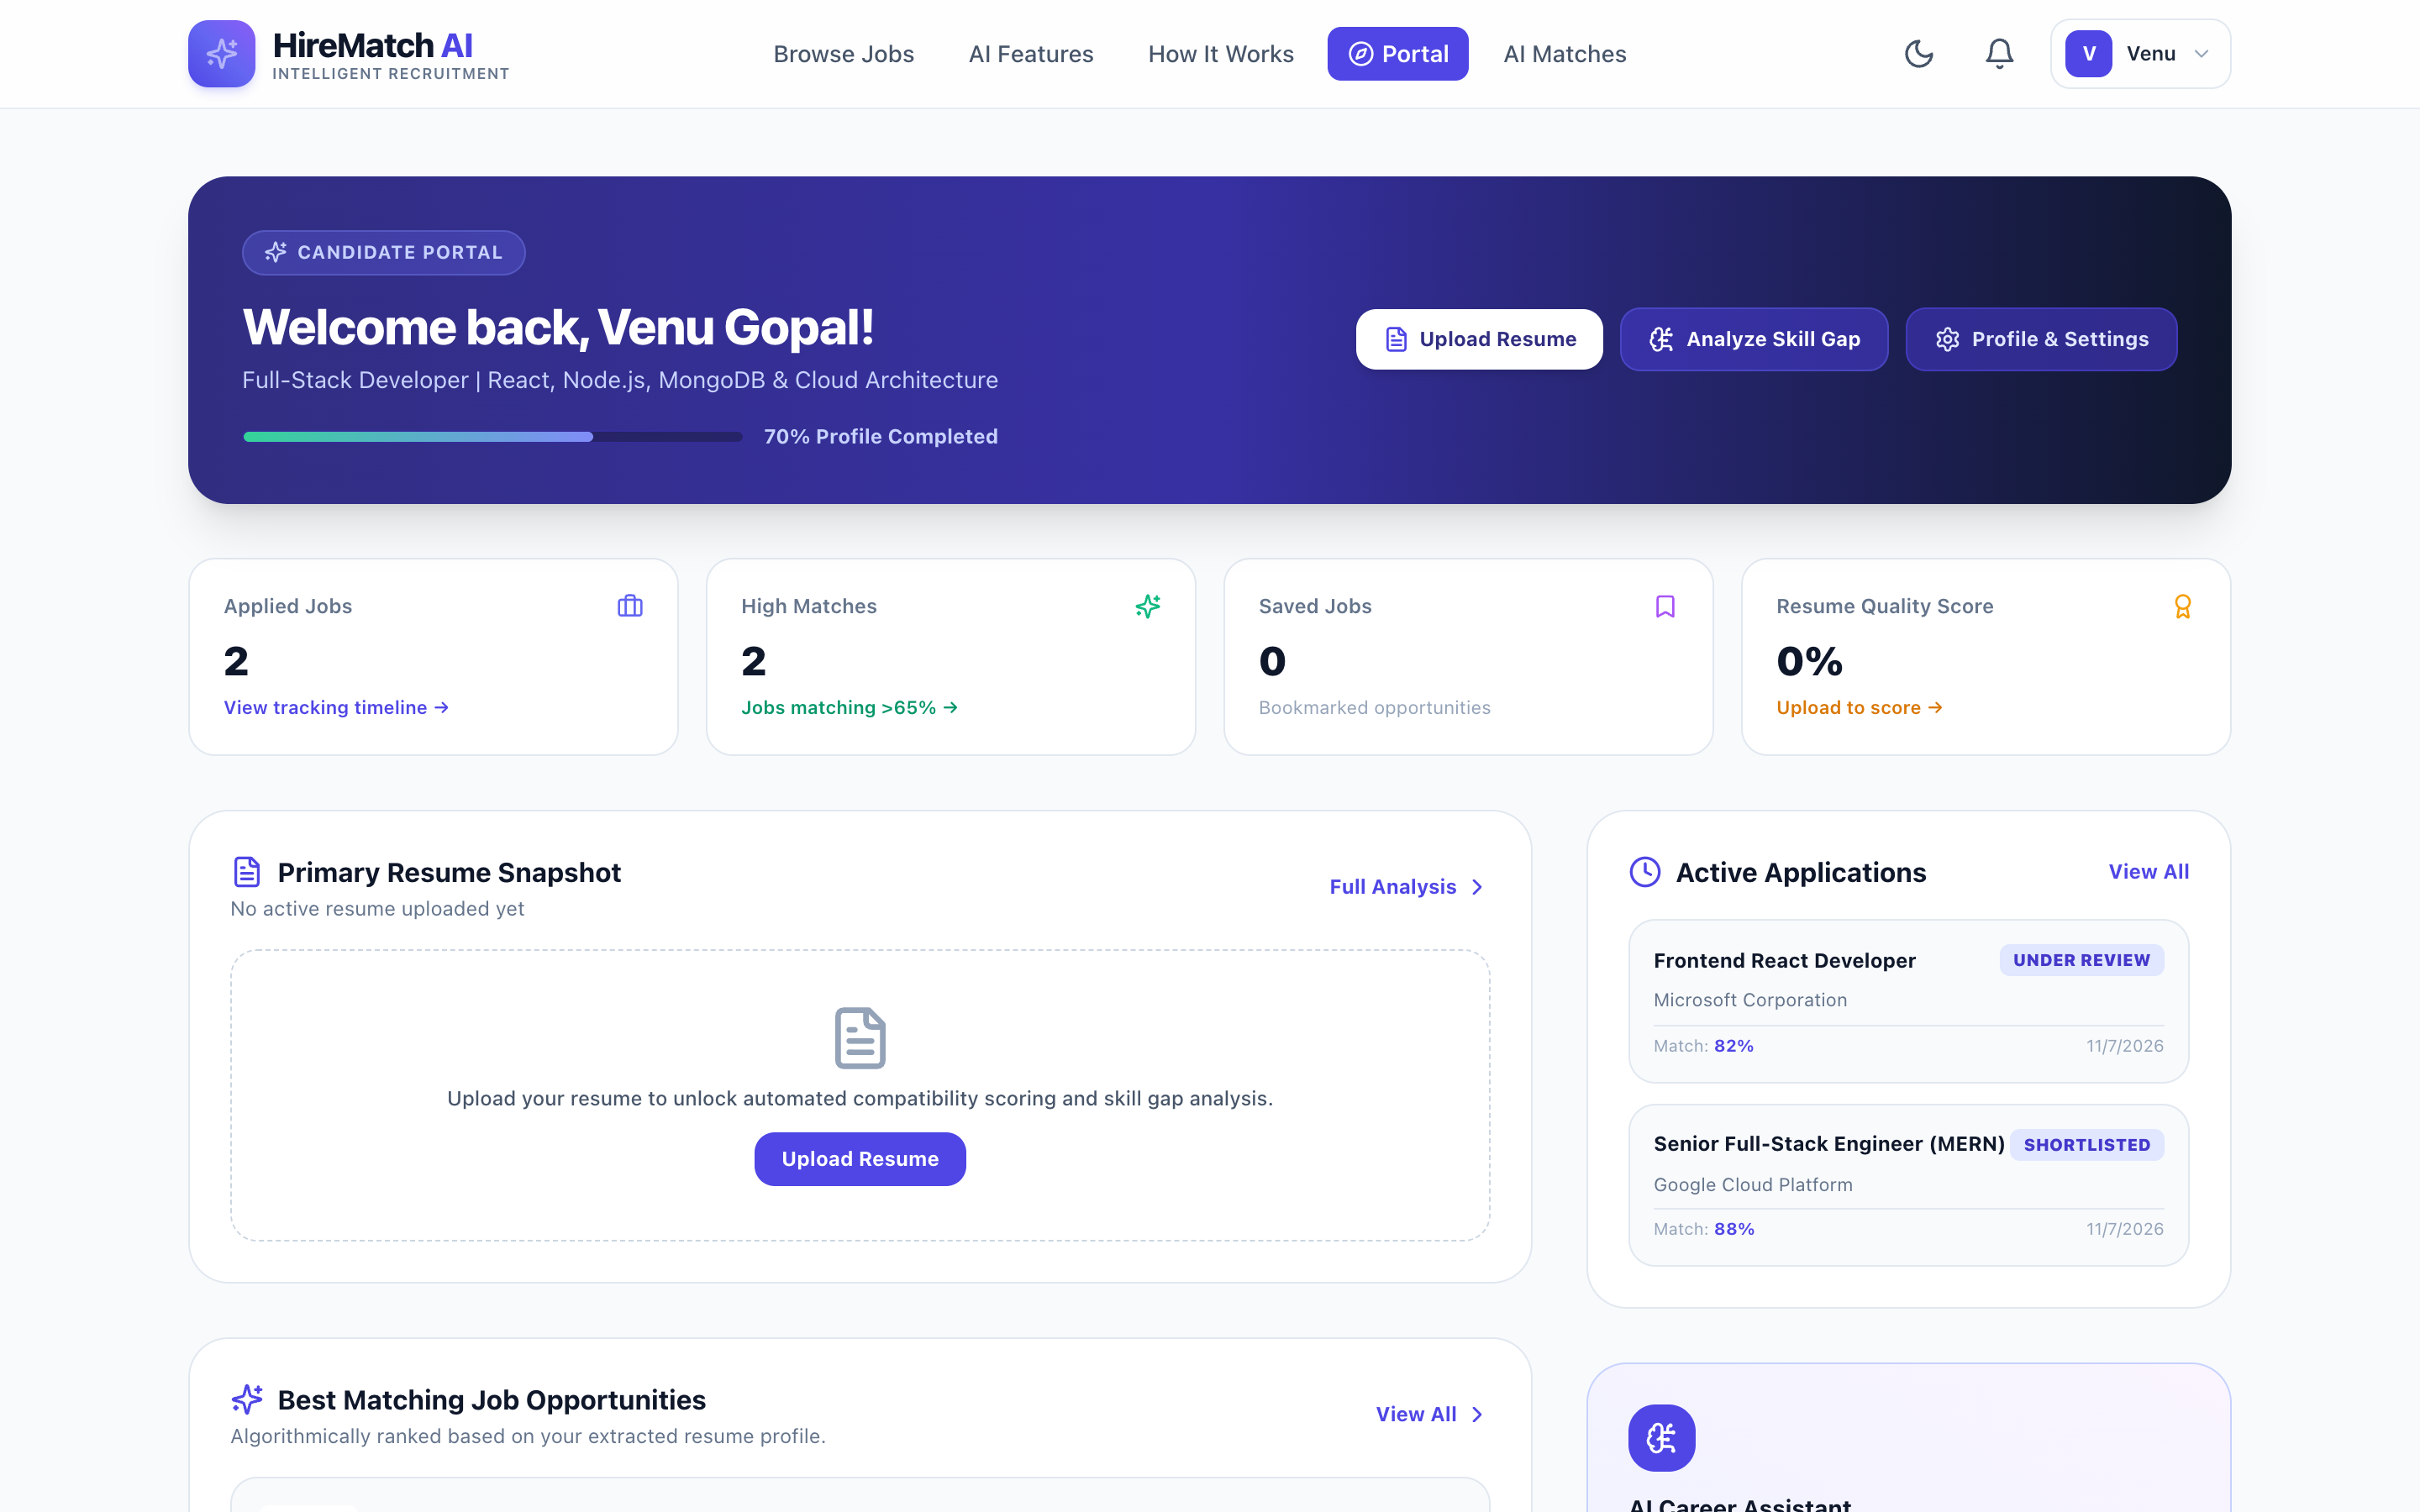 HireMatch AI
INTELLIGENT RECRUITMENT
Browse Jobs
AI Features
How It Works
Portal
AI Matches
V
Venu
CANDIDATE PORTAL
Welcome back, Venu Gopal!
Full-Stack Developer | React, Node.js, MongoDB & Cloud Architecture
70% Profile Completed
Upload Resume
Analyze Skill Gap
Profile & Settings
Applied Jobs
2
View tracking timeline →
High Matches
2
Jobs matching >65% →
Saved Jobs
0
Bookmarked opportunities
Resume Quality Score
0%
Upload to score →
Primary Resume Snapshot
No active resume uploaded yet
Full Analysis
Upload your resume to unlock automated compatibility scoring and skill gap analysis.
Upload Resume
Active Applications
View All
Frontend React Developer
UNDER REVIEW
Microsoft Corporation
Match: 82%
11/7/2026
Senior Full-Stack Engineer (MERN)
SHORTLISTED
Google Cloud Platform
Match: 88%
11/7/2026
Best Matching Job Opportunities
Algorithmically ranked based on your extracted resume profile.
View All
AI Career Assistant